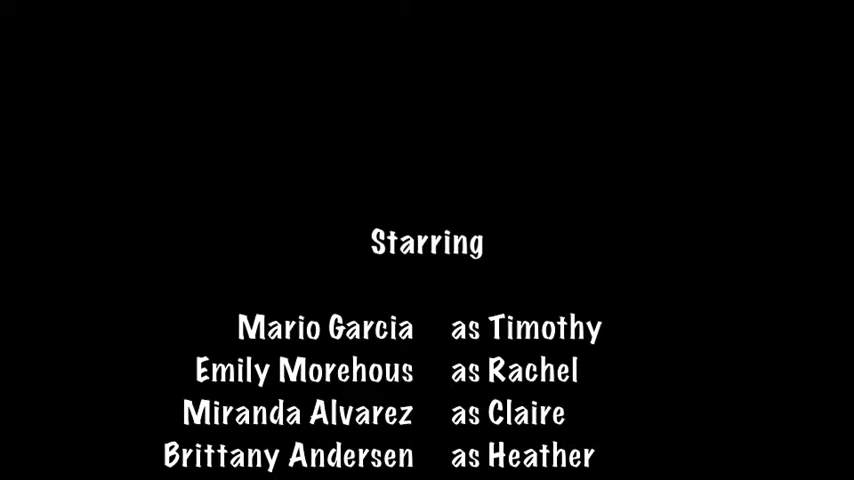 Starring
Mario Garcia as Timothy
Emily Morehous as Rachel
Miranda Alvarez as Claire
Brittany Andersen as Heather